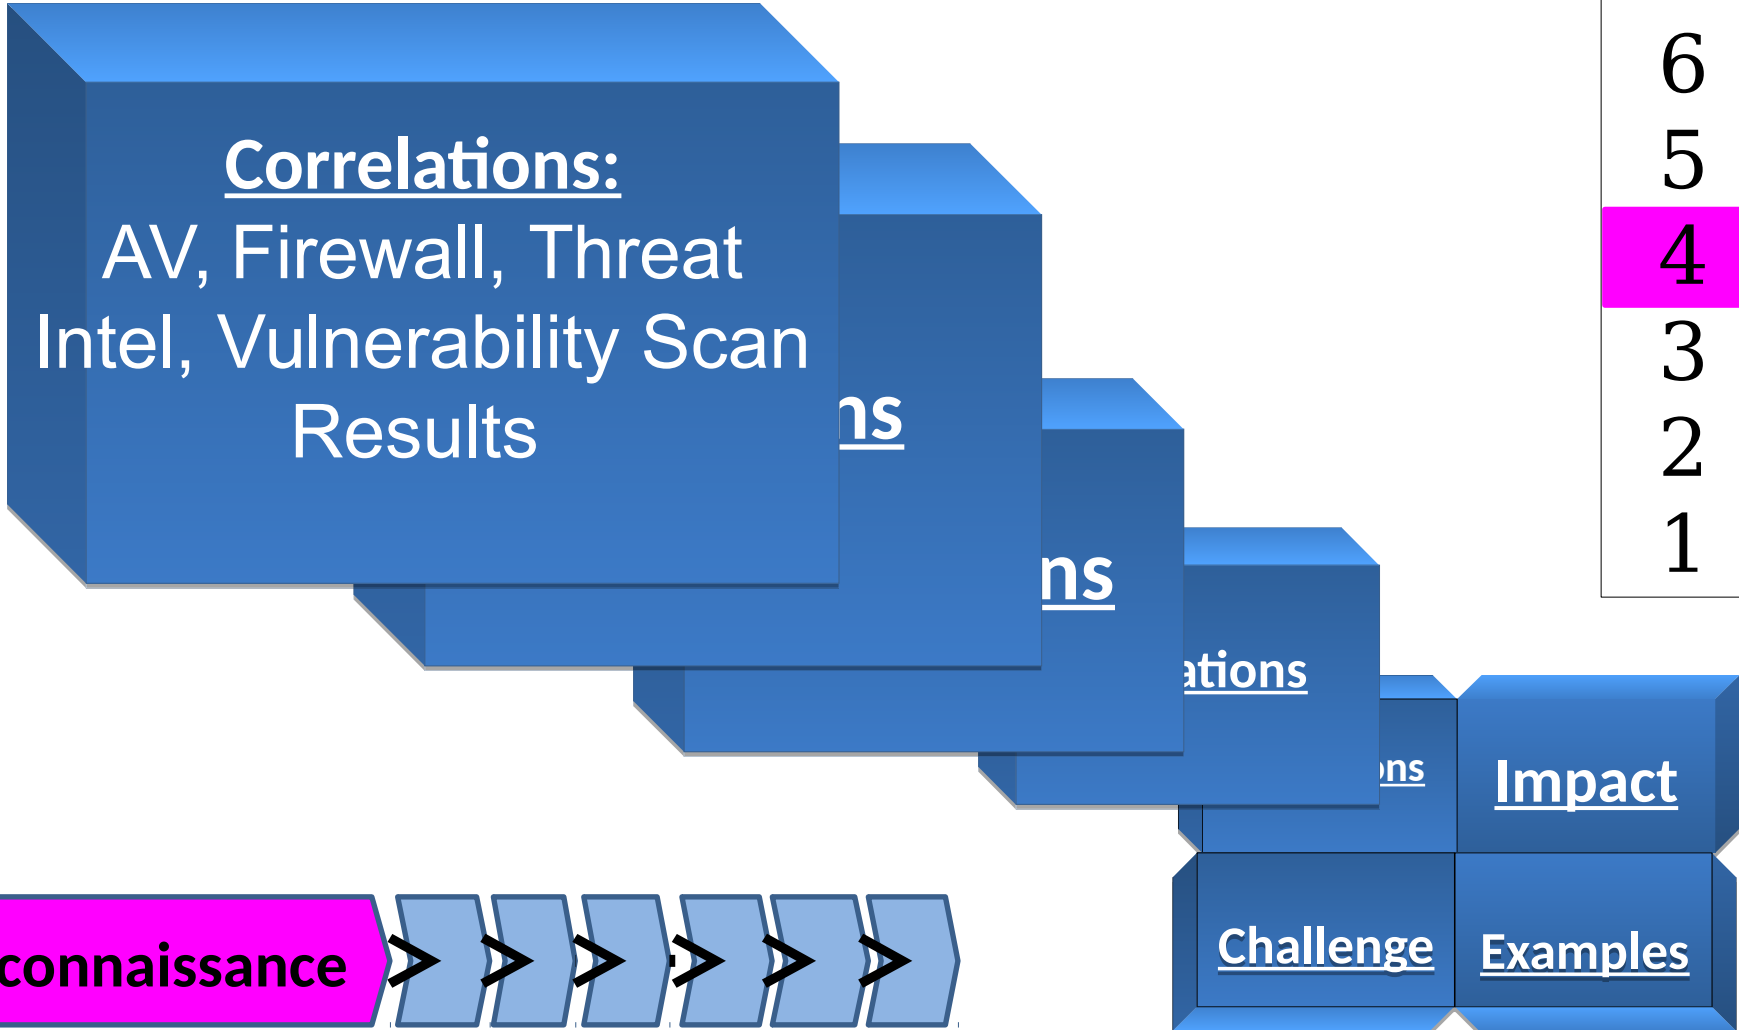 Correlations:
AV, Firewall, Threat
Intel, Vulnerability Scan
Results
ns
ns
ations
ons
Impact
Challenge
Examples
connaissance
6
5
4
3
2
1